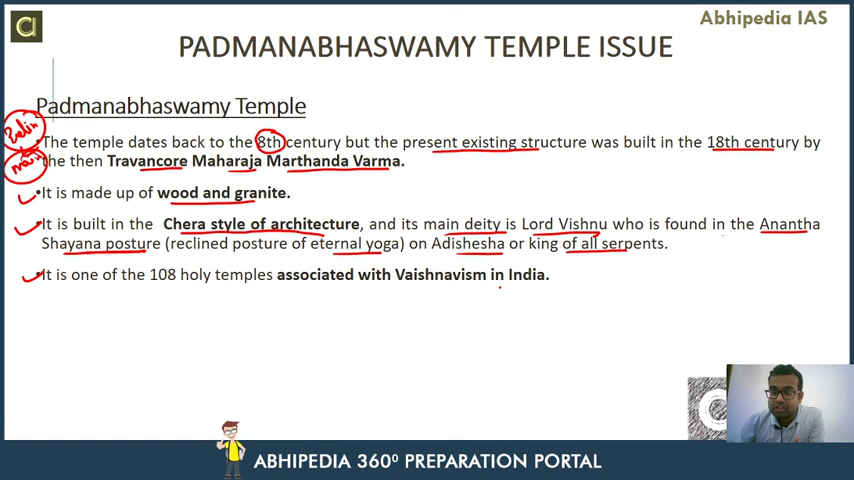 Abhipedia IAS
PADMANABHASWAMY TEMPLE ISSUE
Padmanabhaswamy Temple
•The temple dates back to the 8th century but the present existing structure was built in the 18th century by
the then Travancore Maharaja Marthanda Varma.
•It is made up of wood and granite.
•It is built in the Chera style of architecture, and its main deity is Lord Vishnu who is found in the Anantha
Shayana posture (reclined posture of eternal yoga) on Adishesha or king of all serpents.
•It is one of the 108 holy temples associated with Vaishnavism in India.
ABHIPEDIA 360⁰ PREPARATION PORTAL